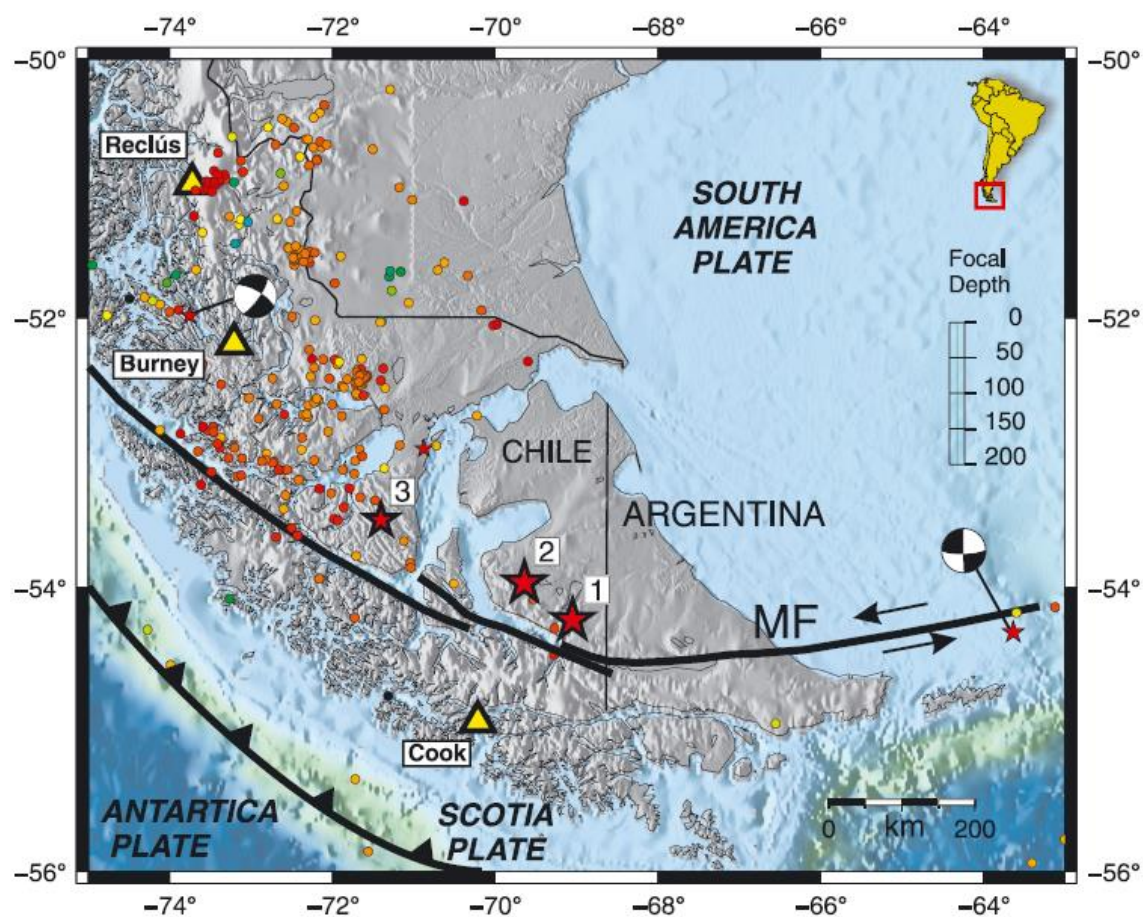 −74° −72° −70° −68° −66° −64°
−50° −50°
Reclús
SOUTH
AMERICA
PLATE
Focal
Depth
0
50
100
150
200
−52° −52°
Burney
CHILE
ARGENTINA
3
2
1
−54° −54°
MF
Cook
ANTARTICA
PLATE
SCOTIA
PLATE
0 km 200
−56° −56°
−74° −72° −70° −68° −66° −64°